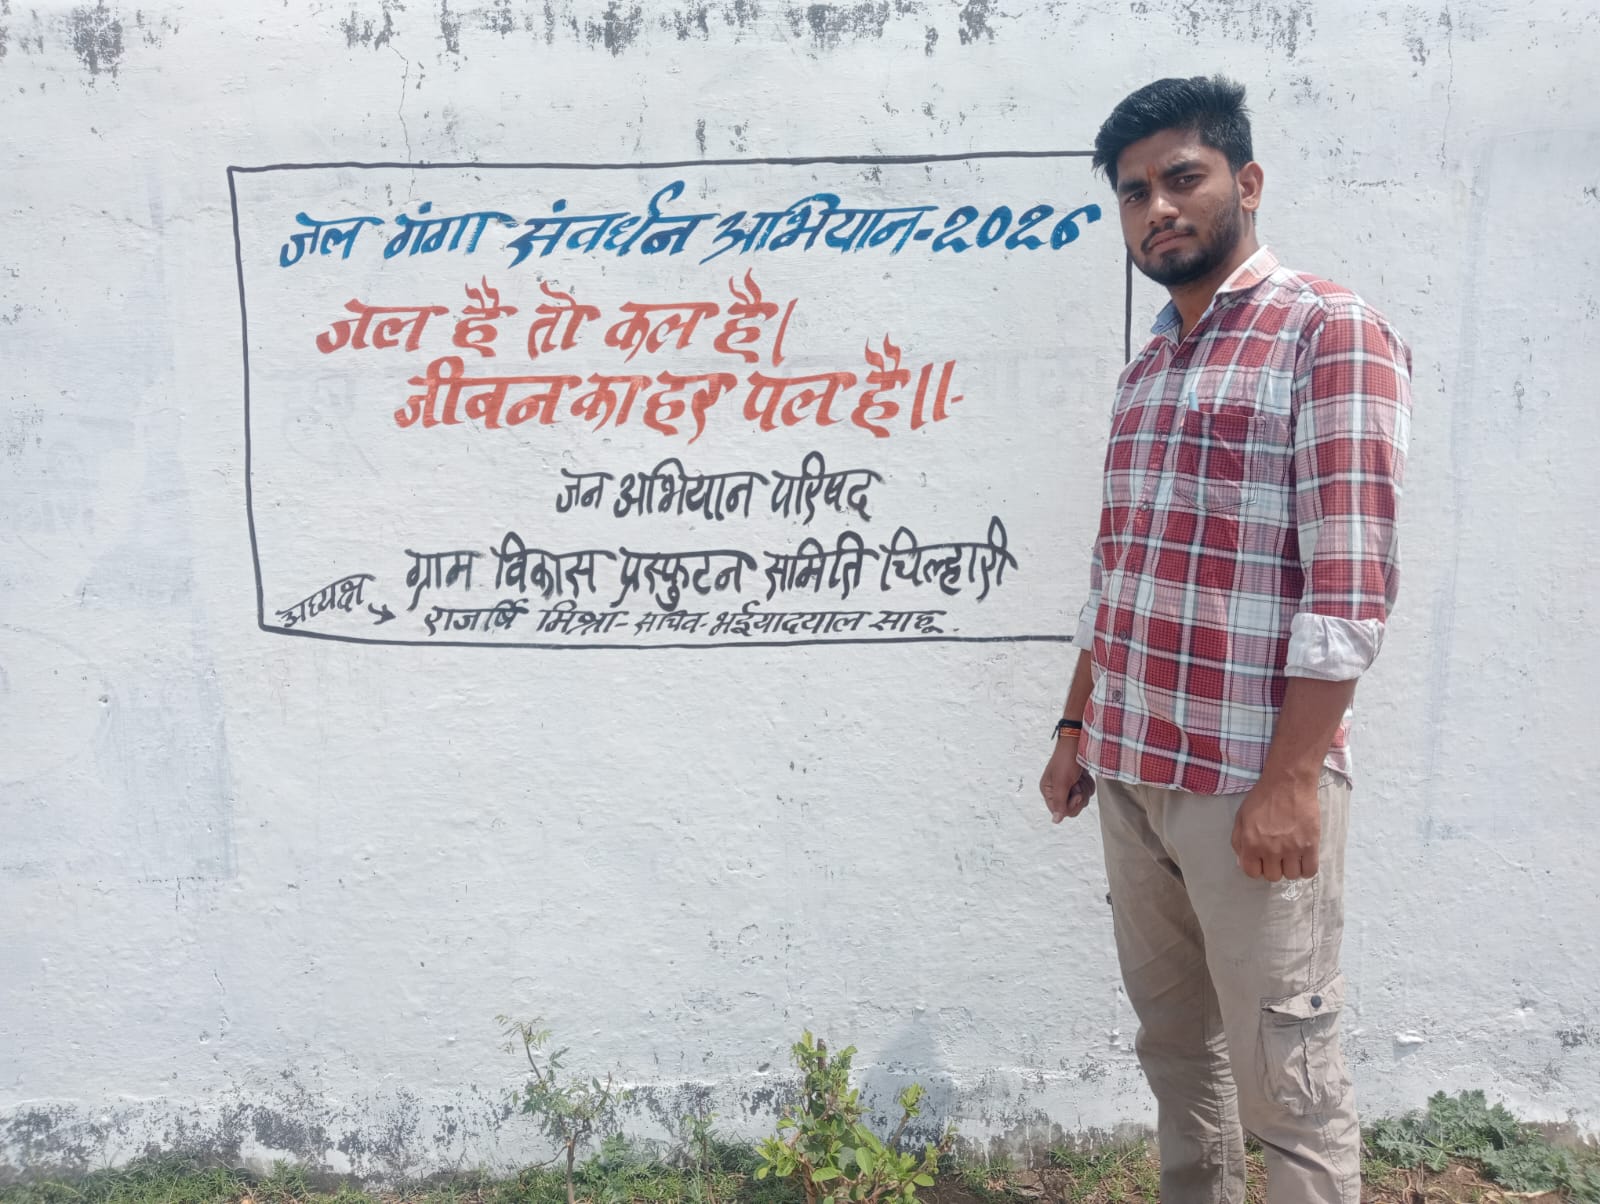 जल गंगा संवर्धन अभियान-2026
जल है तो कल है।
जीबन का हर पल है।।-
जन अभियान परिषद
ग्राम विकास प्रस्फुटन समिति चिल्हारी
अध्यक्ष → राजर्षि मिश्रा- सचिव-भईयादयाल साहू